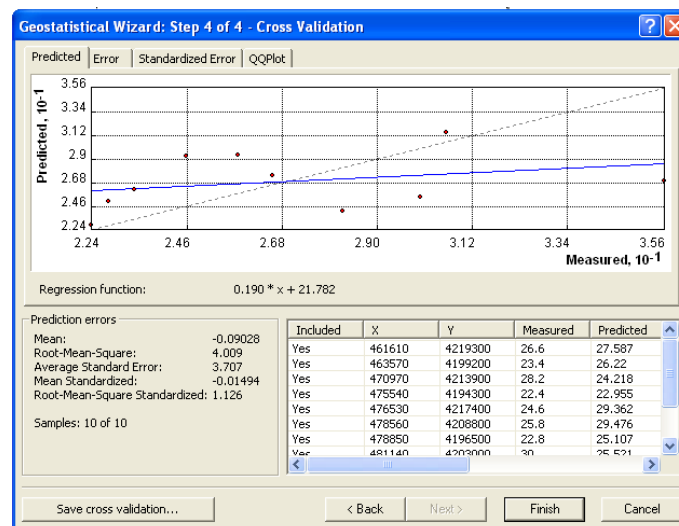 Geostatistical Wizard: Step 4 of 4 - Cross Validation
Predicted Error Standardized Error QQPlot
Predicted, 10-1
3.56
3.34
3.12
2.9
2.68
2.46
2.24
2.24 2.46 2.68 2.90 3.12 3.34 3.56
Measured, 10-1
Regression function: 0.190 * x + 21.782
Prediction errors
Mean: -0.09028
Root-Mean-Square: 4.009
Average Standard Error: 3.707
Mean Standardized: -0.01494
Root-Mean-Square Standardized: 1.126
Samples: 10 of 10
Included X Y Measured Predicted
Yes 461610 4219300 26.6 27.587
Yes 463570 4199200 23.4 26.22
Yes 470970 4213900 28.2 24.218
Yes 475540 4194300 22.4 22.955
Yes 476530 4217400 24.6 29.362
Yes 478560 4208800 25.8 29.476
Yes 478850 4196500 22.8 25.107
Yes 481140 4203000 30 25.521
Save cross validation... < Back Next > Finish Cancel